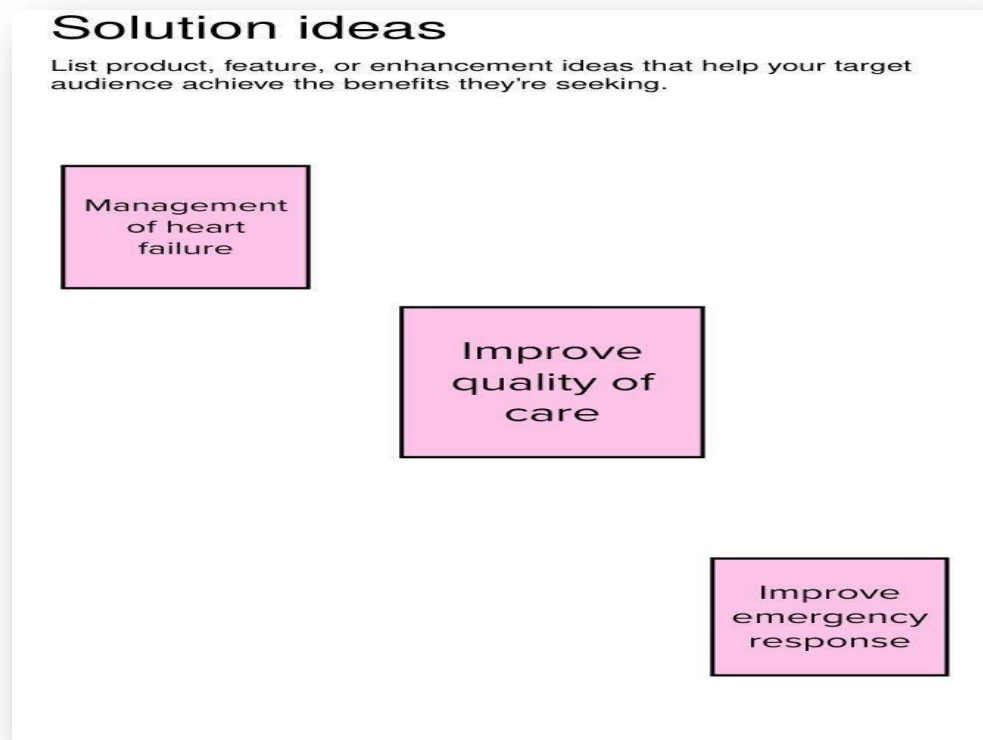 Solution ideas
List product, feature, or enhancement ideas that help your target
audience achieve the benefits they're seeking.
Management
of heart
failure
Improve
quality of
care
Improve
emergency
response